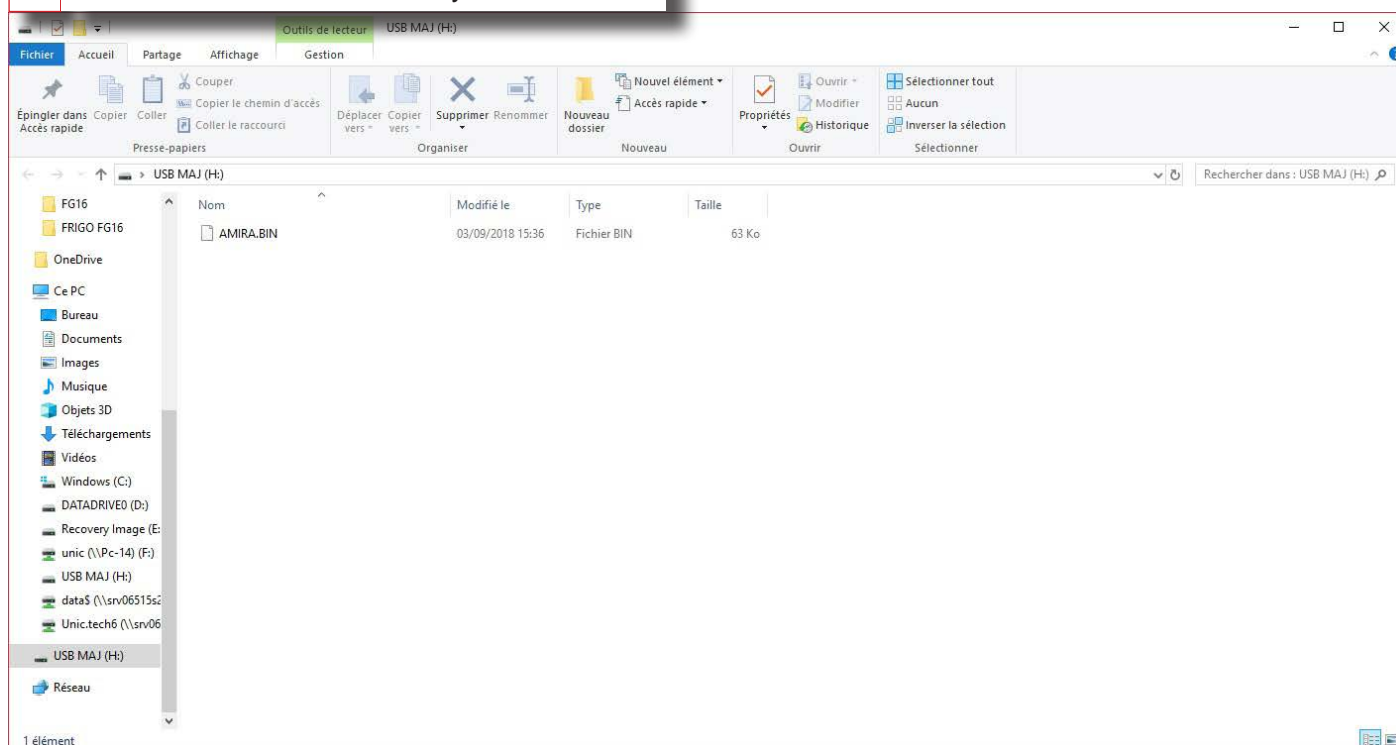 Outils de lecteur USB MAJ (H:)
Fichier Accueil Partage Affichage Gestion
Épingler dans Accès rapide
Copier
Coller
Couper
Copier le chemin d'accès
Coller le raccourci
Presse-papiers
Déplacer vers
Copier vers
Supprimer
Renommer
Organiser
Nouveau dossier
Nouvel élément
Accès rapide
Nouveau
Propriétés
Ouvrir
Modifier
Historique
Ouvrir
Sélectionner tout
Aucun
Inverser la sélection
Sélectionner
USB MAJ (H:)
Rechercher dans : USB MAJ (H:)
Nom Modifié le Type Taille
AMIRA.BIN 03/09/2018 15:36 Fichier BIN 63 Ko
FG16
FRIGO FG16
OneDrive
Ce PC
Bureau
Documents
Images
Musique
Objets 3D
Téléchargements
Vidéos
Windows (C:)
DATADRIVE0 (D:)
Recovery Image (E:
unic (\\Pc-14) (F:)
USB MAJ (H:)
data$ (\\srv06515s2
Unic.tech6 (\\srv06
USB MAJ (H:)
Réseau
1 élément